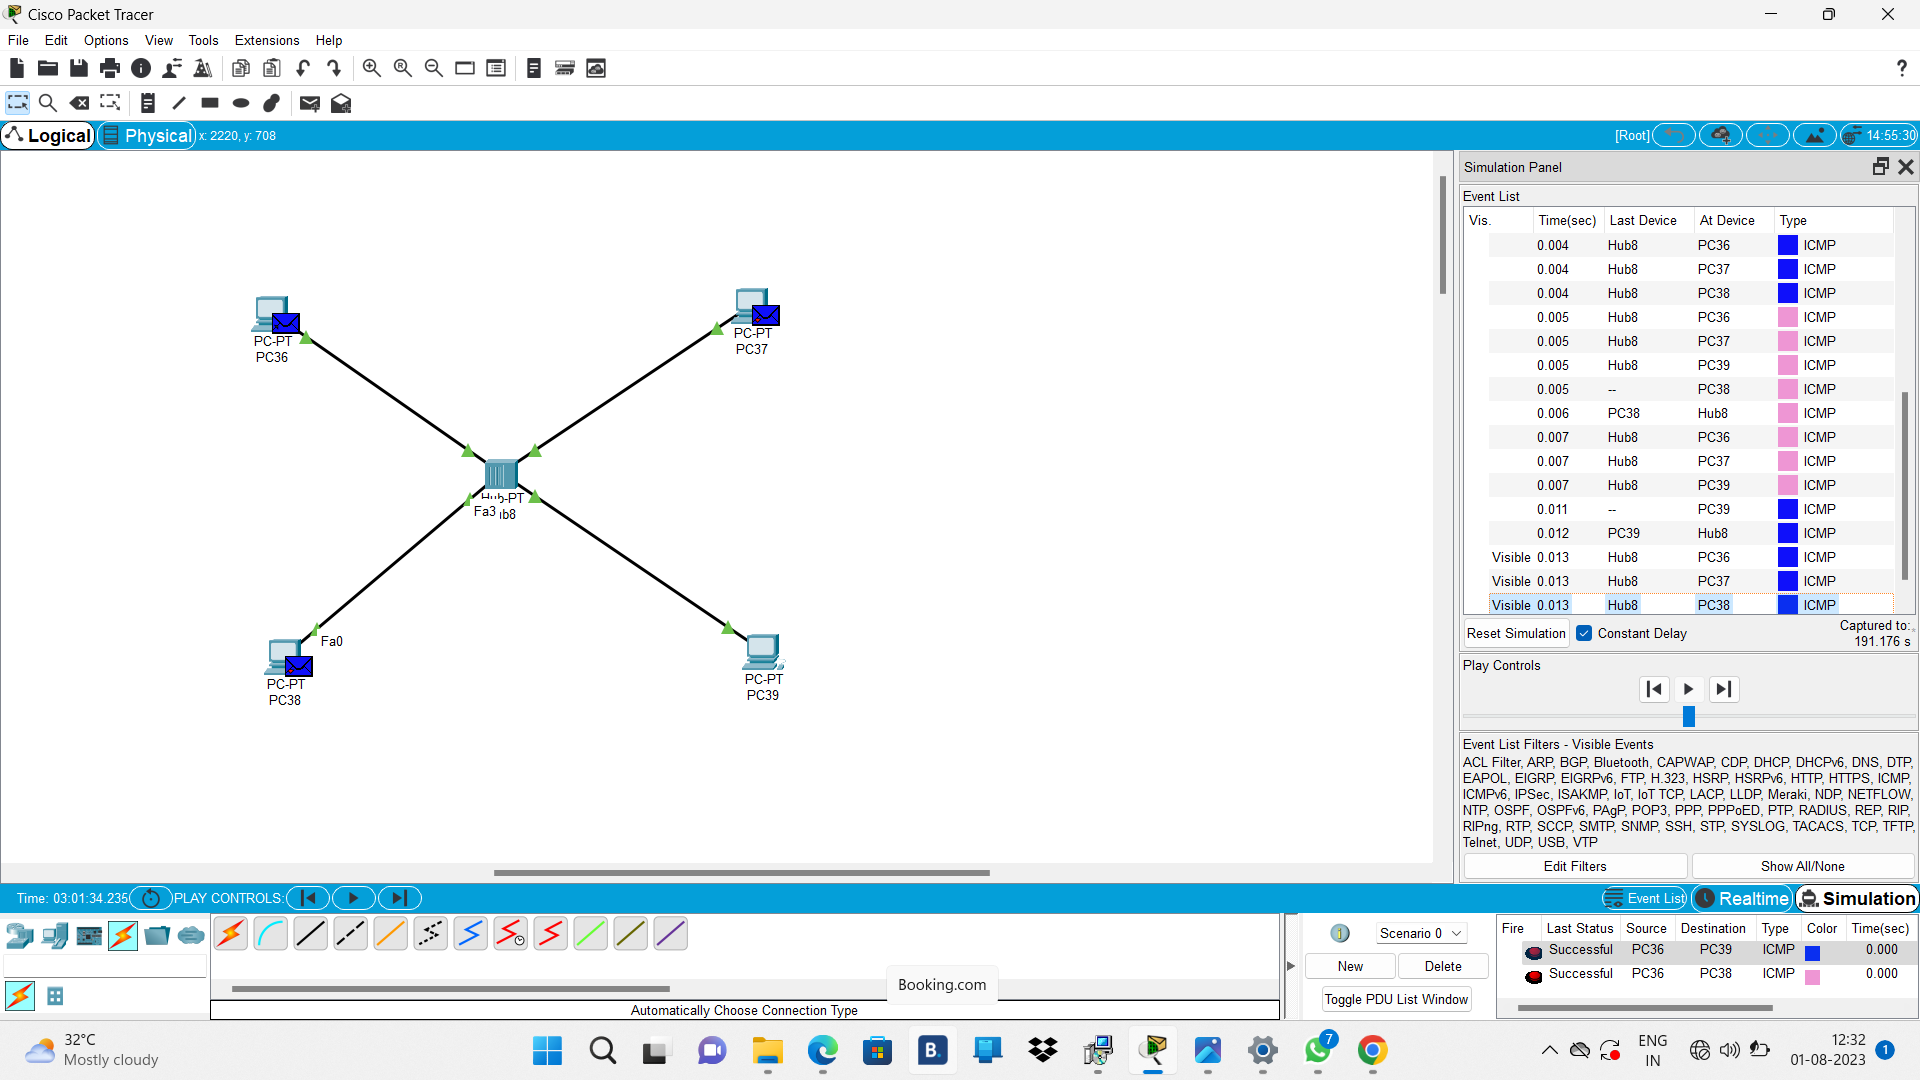 Cisco Packet Tracer
File Edit Options View Tools Extensions Help
?
Logical Physical x: 2220, y: 708 [Root] 14:55:30
Simulation Panel
Event List
Vis. Time(sec) Last Device At Device Type
0.004 Hub8 PC36 ICMP
0.004 Hub8 PC37 ICMP
0.004 Hub8 PC38 ICMP
0.005 Hub8 PC36 ICMP
0.005 Hub8 PC37 ICMP
0.005 Hub8 PC39 ICMP
0.005 -- PC38 ICMP
0.006 PC38 Hub8 ICMP
0.007 Hub8 PC36 ICMP
0.007 Hub8 PC37 ICMP
0.007 Hub8 PC39 ICMP
0.011 -- PC39 ICMP
0.012 PC39 Hub8 ICMP
Visible 0.013 Hub8 PC36 ICMP
Visible 0.013 Hub8 PC37 ICMP
Visible 0.013 Hub8 PC38 ICMP
Reset Simulation Constant Delay Captured to:
191.176 s
Play Controls
Event List Filters - Visible Events
ACL Filter, ARP, BGP, Bluetooth, CAPWAP, CDP, DHCP, DHCPv6, DNS, DTP,
EAPOL, EIGRP, EIGRPv6, FTP, H.323, HSRP, HSRPv6, HTTP, HTTPS, ICMP,
ICMPv6, IPSec, ISAKMP, IoT, IoT TCP, LACP, LLDP, Meraki, NDP, NETFLOW,
NTP, OSPF, OSPFv6, PAgP, POP3, PPP, PPPoED, PTP, RADIUS, REP, RIP,
RIPng, RTP, SCCP, SMTP, SNMP, SSH, STP, SYSLOG, TACACS, TCP, TFTP,
Telnet, UDP, USB, VTP
Edit Filters Show All/None
PC-PT
PC36
PC-PT
PC37
Hub-PT
Fa3
Fa0
PC-PT
PC38
PC-PT
PC39
Time: 03:01:34.235 PLAY CONTROLS: Event List Realtime Simulation
Scenario 0
New Delete
Toggle PDU List Window
Fire Last Status Source Destination Type Color Time(sec)
Successful PC36 PC39 ICMP 0.000
Successful PC36 PC38 ICMP 0.000
Booking.com
Automatically Choose Connection Type
32°C
Mostly cloudy
B.
7
ENG
IN
12:32
01-08-2023
1